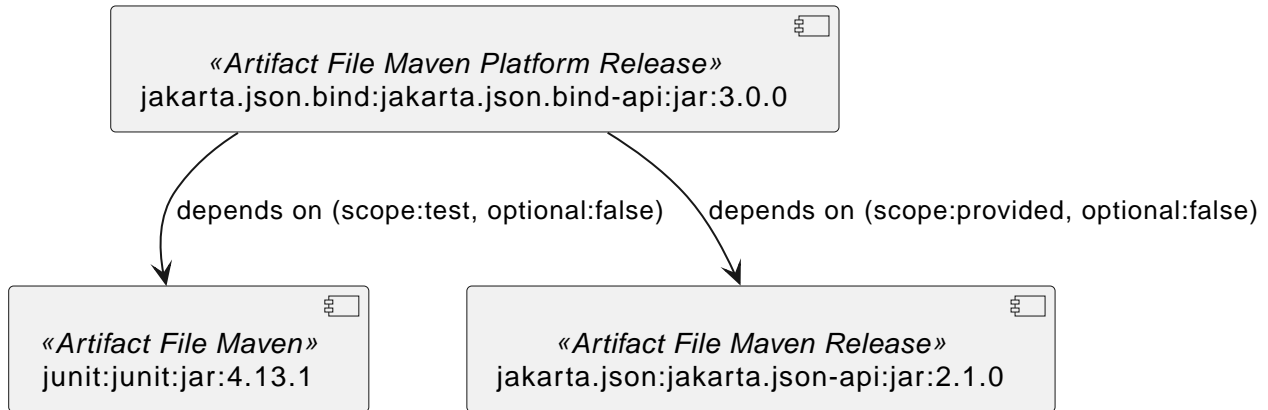 «Artifact File Maven Platform Release»
jakarta.json.bind:jakarta.json.bind-api:jar:3.0.0
depends on (scope:test, optional:false)
depends on (scope:provided, optional:false)
«Artifact File Maven»
junit:junit:jar:4.13.1
«Artifact File Maven Release»
jakarta.json:jakarta.json-api:jar:2.1.0